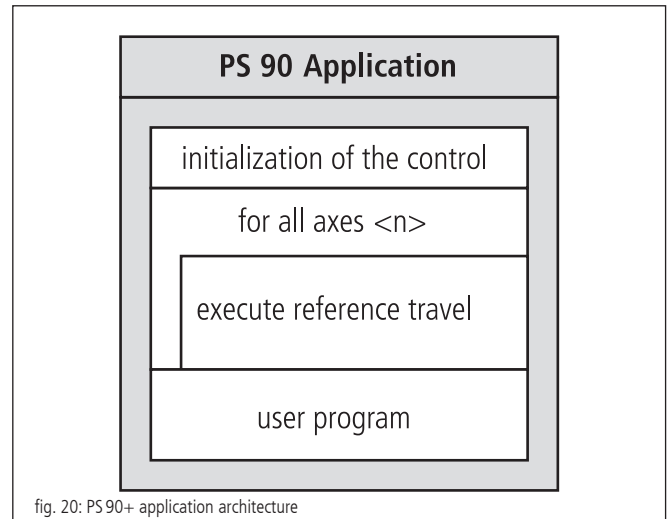 PS 90 Application
initialization of the control
for all axes <n>
execute reference travel
user program
fig. 20: PS 90+ application architecture